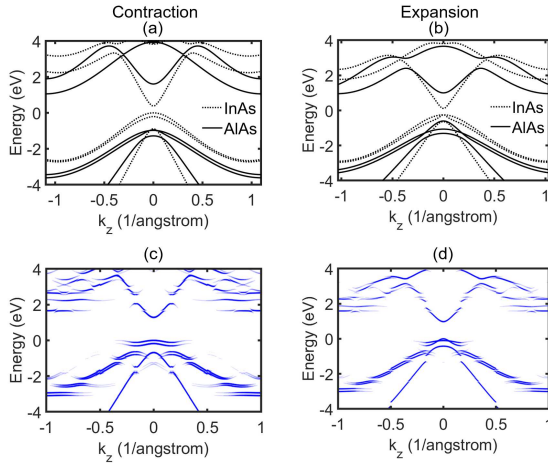 Contraction
Expansion
(a)
(b)
4
2
0
-2
-4
Energy (eV)
InAs
AlAs
-1
-0.5
0
0.5
1
k_z (1/angstrom)
4
2
0
-2
-4
Energy (eV)
InAs
AlAs
-1
-0.5
0
0.5
1
k_z (1/angstrom)
(c)
(d)
4
2
0
-2
-4
Energy (eV)
-1
-0.5
0
0.5
1
k_z (1/angstrom)
4
2
0
-2
-4
Energy (eV)
-1
-0.5
0
0.5
1
k_z (1/angstrom)